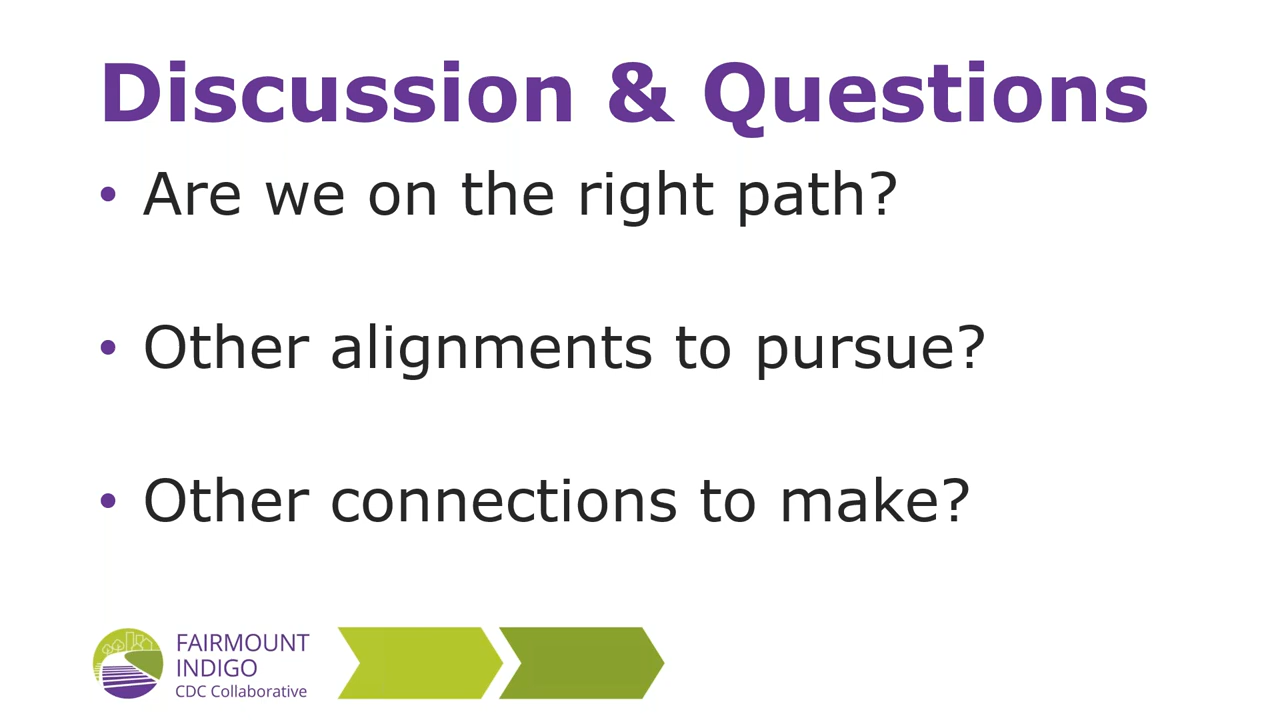 Discussion & Questions
• Are we on the right path?
• Other alignments to pursue?
• Other connections to make?
FAIRMOUNT
INDIGO
CDC Collaborative